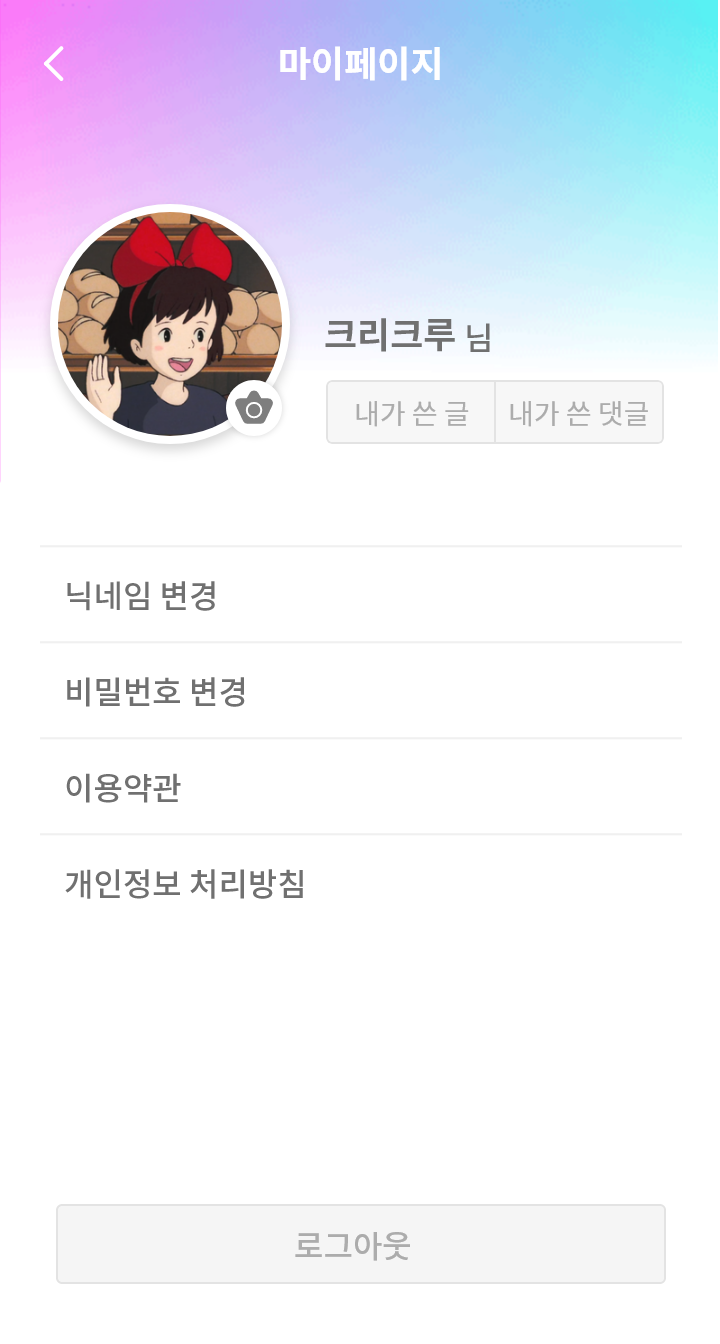 마이페이지
크리크루 님
내가 쓴 글 내가 쓴 댓글
닉네임 변경
비밀번호 변경
이용약관
개인정보 처리방침
로그아웃